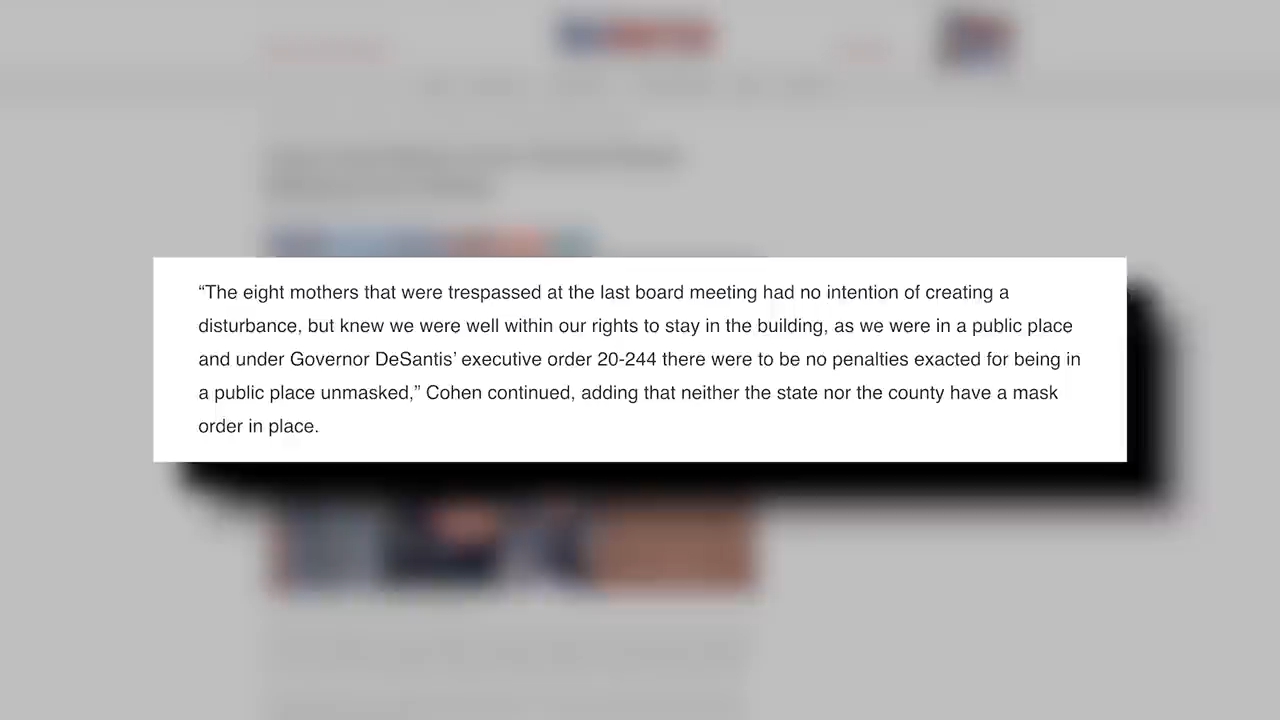 “The eight mothers that were trespassed at the last board meeting had no intention of creating a
disturbance, but knew we were well within our rights to stay in the building, as we were in a public place
and under Governor DeSantis’ executive order 20-244 there were to be no penalties exacted for being in
a public place unmasked,” Cohen continued, adding that neither the state nor the county have a mask
order in place.